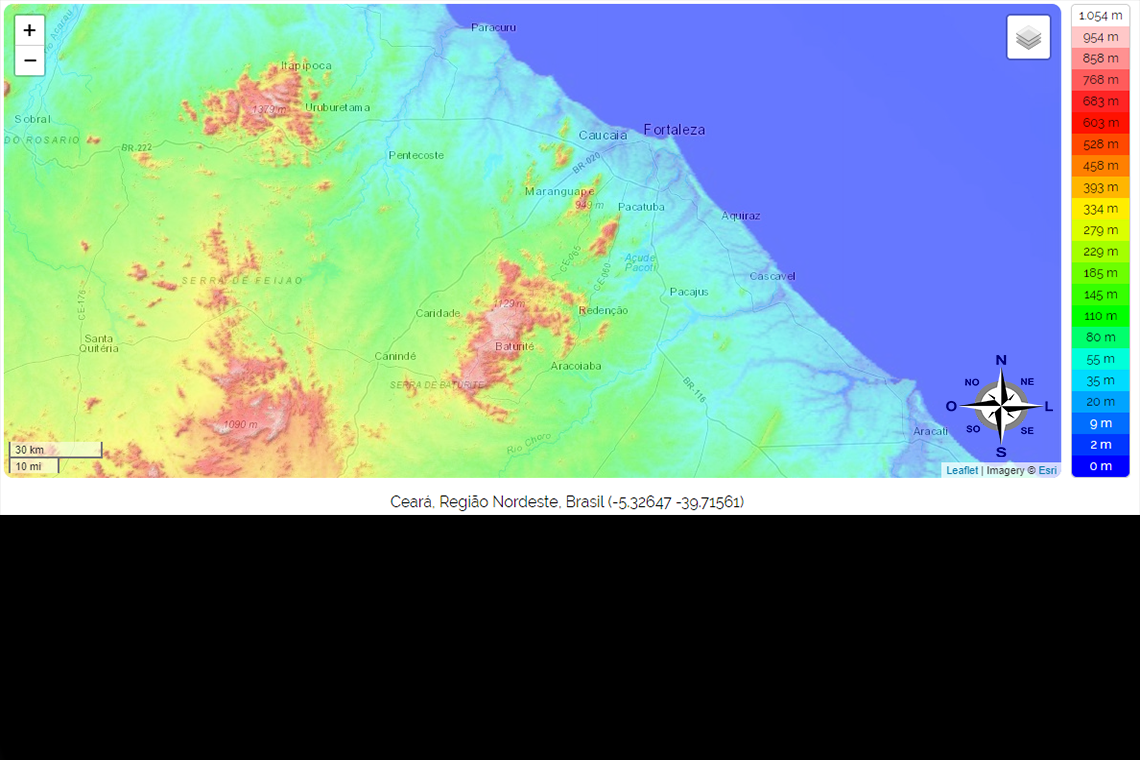 +
−
Paracuru
Rio Acaraú
Itapipoca
1379 m
Uruburetama
Sobral
DO ROSARIO
BR-222
Pentecoste
Caucaia
Fortaleza
BR-020
Maranguape
949 m
Pacatuba
Aquiraz
CE-065
CE-060
Açude
Pacoti
Cascavel
SERRA DE FEIJAO
CE-176
Pacajus
1129 m
Caridade
Redenção
Santa
Quitéria
Baturité
Canindé
Aracoiaba
SERRA DE BATURITE
BR-116
1090 m
Rio Choro
Aracati
N
NO
NE
O
L
SO
SE
S
30 km
10 mi
Leaflet | Imagery © Esri
1.054 m
954 m
858 m
768 m
683 m
603 m
528 m
458 m
393 m
334 m
279 m
229 m
185 m
145 m
110 m
80 m
55 m
35 m
20 m
9 m
2 m
0 m
Ceará, Região Nordeste, Brasil (-5.32647 -39.71561)